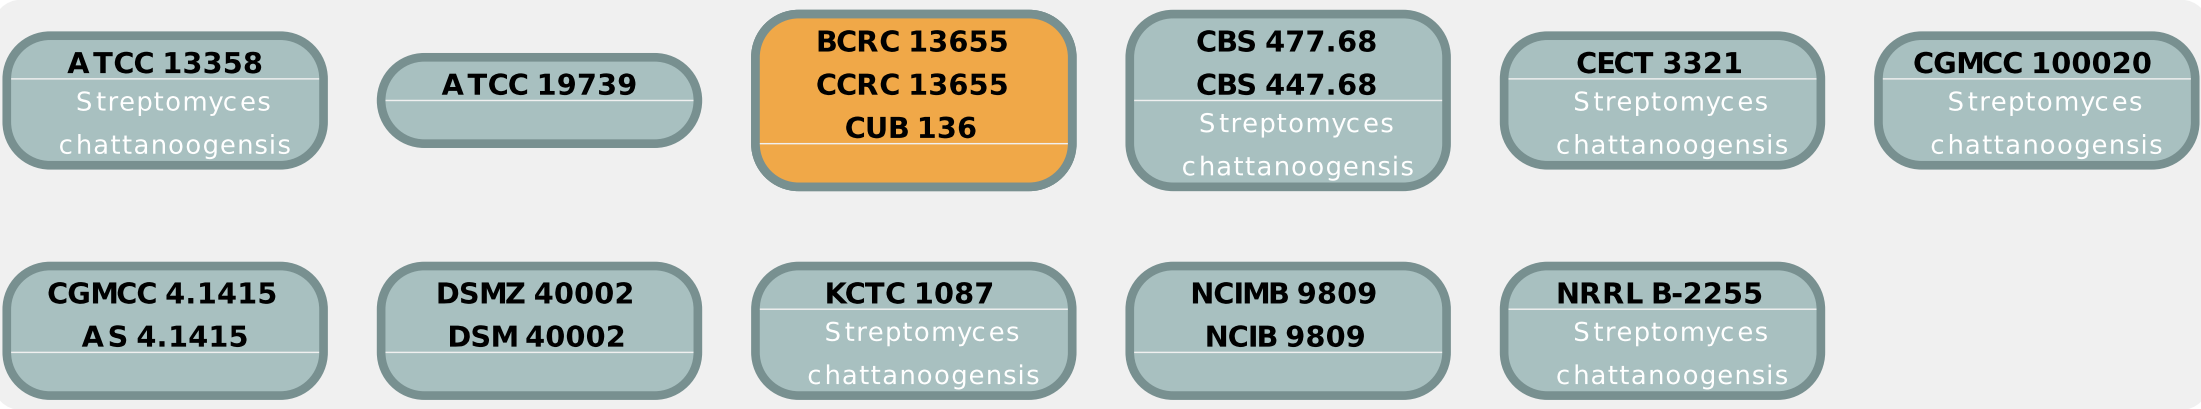 ATCC 13358
Streptomyces
chattanoogensis
ATCC 19739
BCRC 13655
CCRC 13655
CUB 136
CBS 477.68
CBS 447.68
Streptomyces
chattanoogensis
CECT 3321
Streptomyces
chattanoogensis
CGMCC 100020
Streptomyces
chattanoogensis
CGMCC 4.1415
AS 4.1415
DSMZ 40002
DSM 40002
KCTC 1087
Streptomyces
chattanoogensis
NCIMB 9809
NCIB 9809
NRRL B-2255
Streptomyces
chattanoogensis